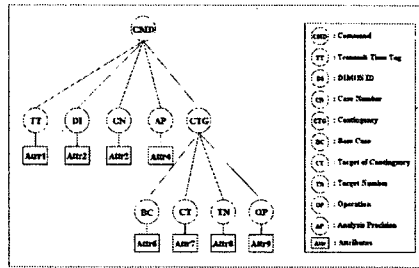 CMD
TT DI CN AP CTG
Attr1 Attr2 Attr3 Attr4
BC CT TN OP
Attr6 Attr7 Attr8 Attr9
CMD : Command
TT : Transmit Time Tag
DI : DIMON ID
CN : Case Number
CTG : Contingency
BC : Base Case
CT : Target of Contingency
TN : Target Number
OP : Operation
AP : Analysis Precision
Attr : Attributes